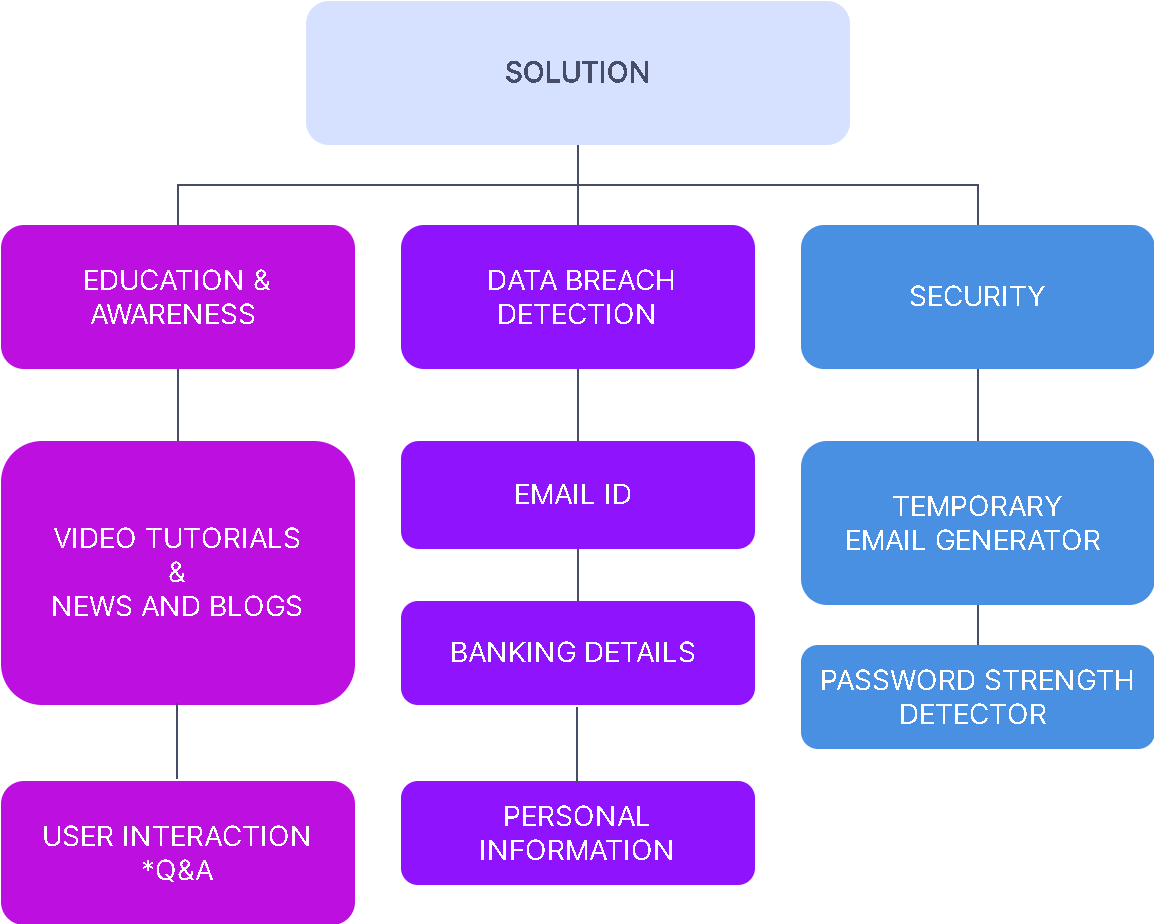 SOLUTION
EDUCATION &
AWARENESS
DATA BREACH
DETECTION
SECURITY
VIDEO TUTORIALS
&
NEWS AND BLOGS
EMAIL ID
TEMPORARY
EMAIL GENERATOR
BANKING DETAILS
PASSWORD STRENGTH
DETECTOR
USER INTERACTION
*Q&A
PERSONAL
INFORMATION